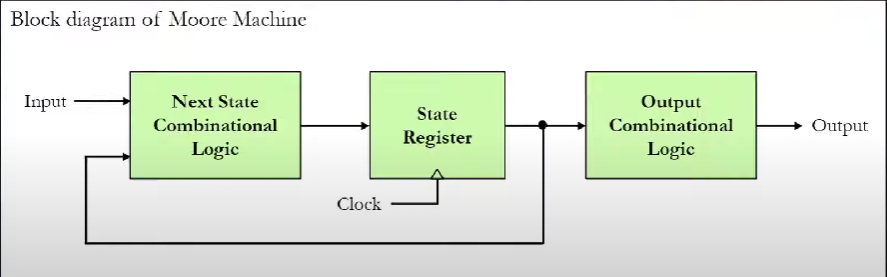 Block diagram of Moore Machine
Input
Next State
Combinational
Logic
State
Register
Clock
Output
Combinational
Logic
Output